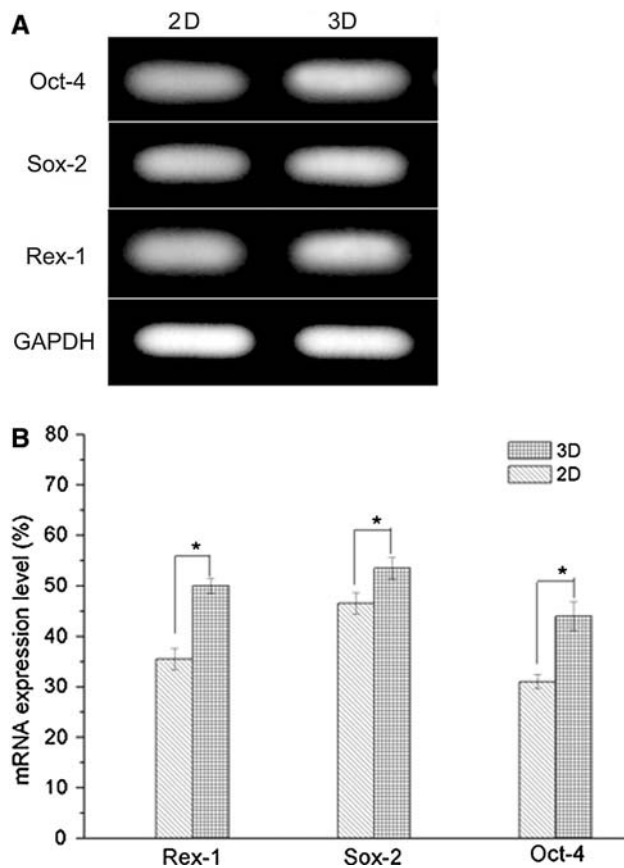 A
2D 3D
Oct-4
Sox-2
Rex-1
GAPDH
B
mRNA expression level (%)
80
70
60
50
40
30
20
10
0
3D
2D
*
*
*
Rex-1 Sox-2 Oct-4